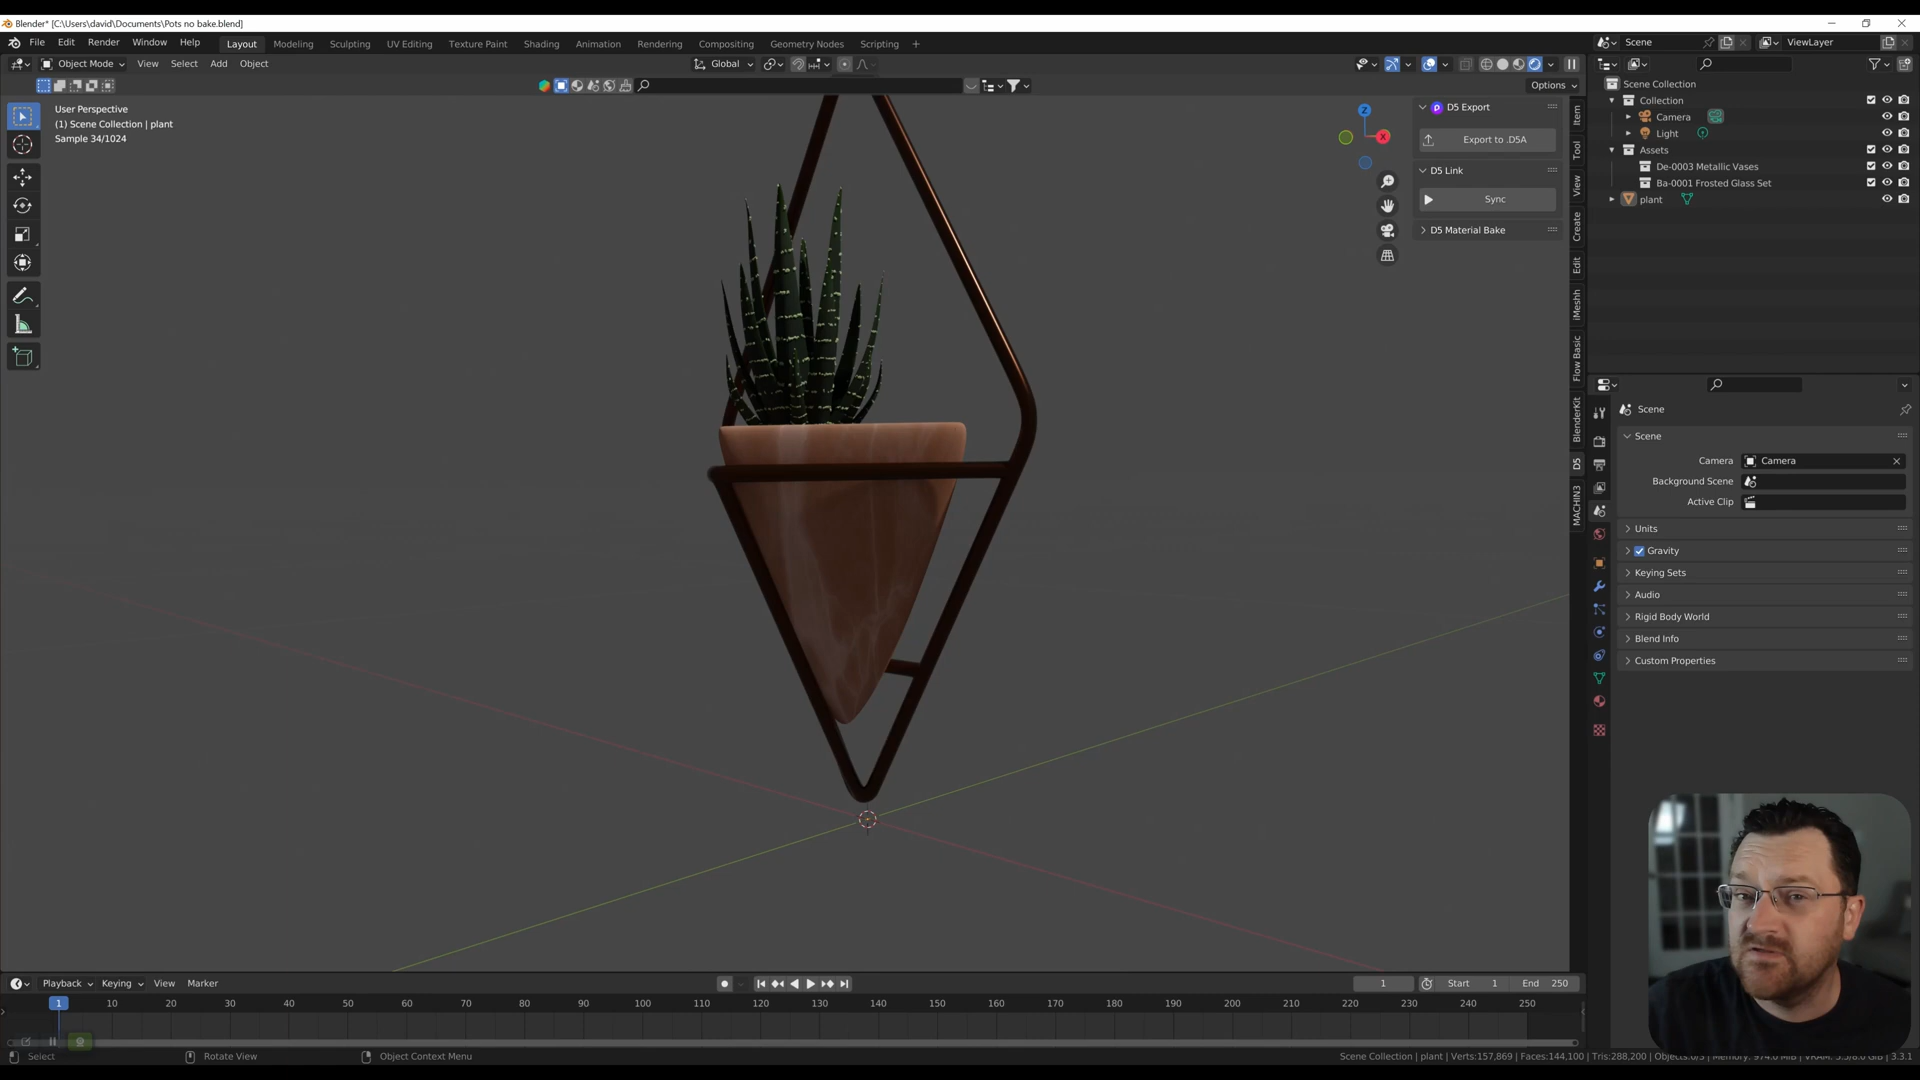 Blender* [C:\Users\david\Documents\Pots no bake.blend]
File Edit Render Window Help
Layout Modeling Sculpting UV Editing Texture Paint Shading Animation Rendering Compositing Geometry Nodes Scripting +
Scene
ViewLayer
Object Mode View Select Add Object
Global
Options
User Perspective
(1) Scene Collection | plant
Sample 34/1024
Z
X
D5 Export
Export to .D5A
D5 Link
Sync
D5 Material Bake
Item
Tool
View
Create
Edit
iMeshh
Flow Basic
BlenderKit
D5
MACHIN3
Scene Collection
Collection
Camera
Light
Assets
De-0003 Metallic Vases
Ba-0001 Frosted Glass Set
plant
Scene
Scene
Camera Camera
Background Scene
Active Clip
Units
Gravity
Keying Sets
Audio
Rigid Body World
Blend Info
Custom Properties
Playback Keying View Marker
1 Start 1 End 250
1 10 20 30 40 50 60 70 80 90 100 110 120 130 140 150 160 170 180 190 200 210 220 230 240 250
Select Rotate View Object Context Menu
Scene Collection | plant | Verts:157,869 | Faces:144,100 | Tris:288,200 | 3.3.1